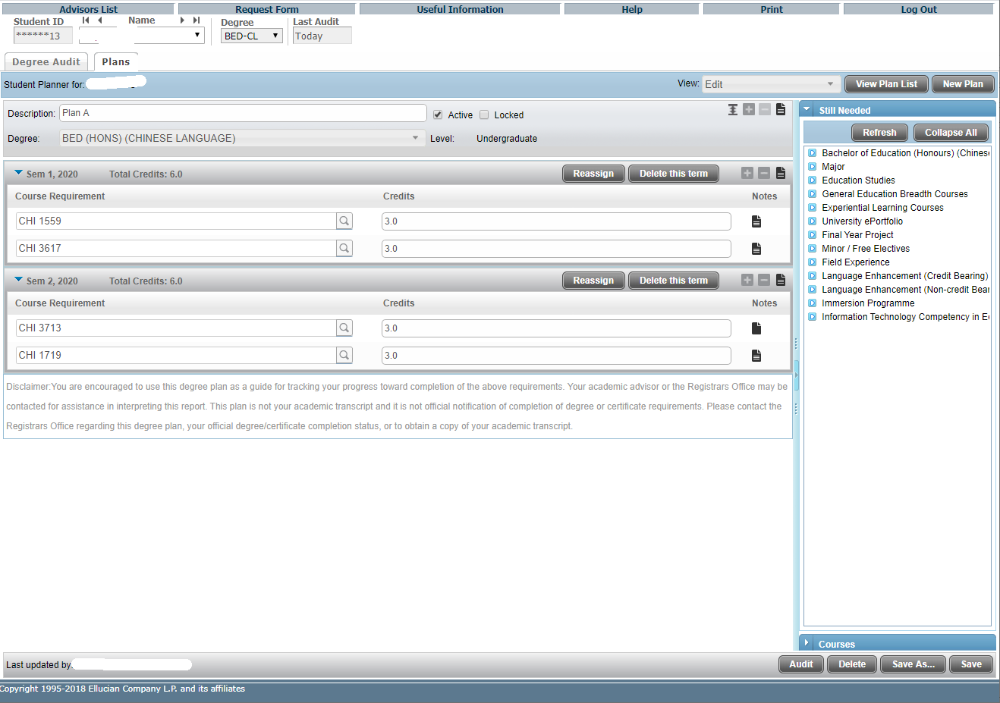 Advisors List Request Form Useful Information Help Print Log Out
Student ID Name Degree Last Audit
******13 BED-CL Today
Degree Audit Plans
Student Planner for: View: Edit View Plan List New Plan
Description: Plan A Active Locked
Degree: BED (HONS) (CHINESE LANGUAGE) Level: Undergraduate
Sem 1, 2020 Total Credits: 6.0 Reassign Delete this term
Course Requirement Credits Notes
CHI 1559 3.0
CHI 3617 3.0
Sem 2, 2020 Total Credits: 6.0 Reassign Delete this term
Course Requirement Credits Notes
CHI 3713 3.0
CHI 1719 3.0
Disclaimer:You are encouraged to use this degree plan as a guide for tracking your progress toward completion of the above requirements. Your academic advisor or the Registrars Office may be
contacted for assistance in interpreting this report. This plan is not your academic transcript and it is not official notification of completion of degree or certificate requirements. Please contact the
Registrars Office regarding this degree plan, your official degree/certificate completion status, or to obtain a copy of your academic transcript.
Still Needed
Refresh Collapse All
Bachelor of Education (Honours) (Chines
Major
Education Studies
General Education Breadth Courses
Experiential Learning Courses
University ePortfolio
Final Year Project
Minor / Free Electives
Field Experience
Language Enhancement (Credit Bearing)
Language Enhancement (Non-credit Bear
Immersion Programme
Information Technology Competency in E
Courses
Last updated by: Audit Delete Save As... Save
Copyright 1995-2018 Ellucian Company L.P. and its affiliates